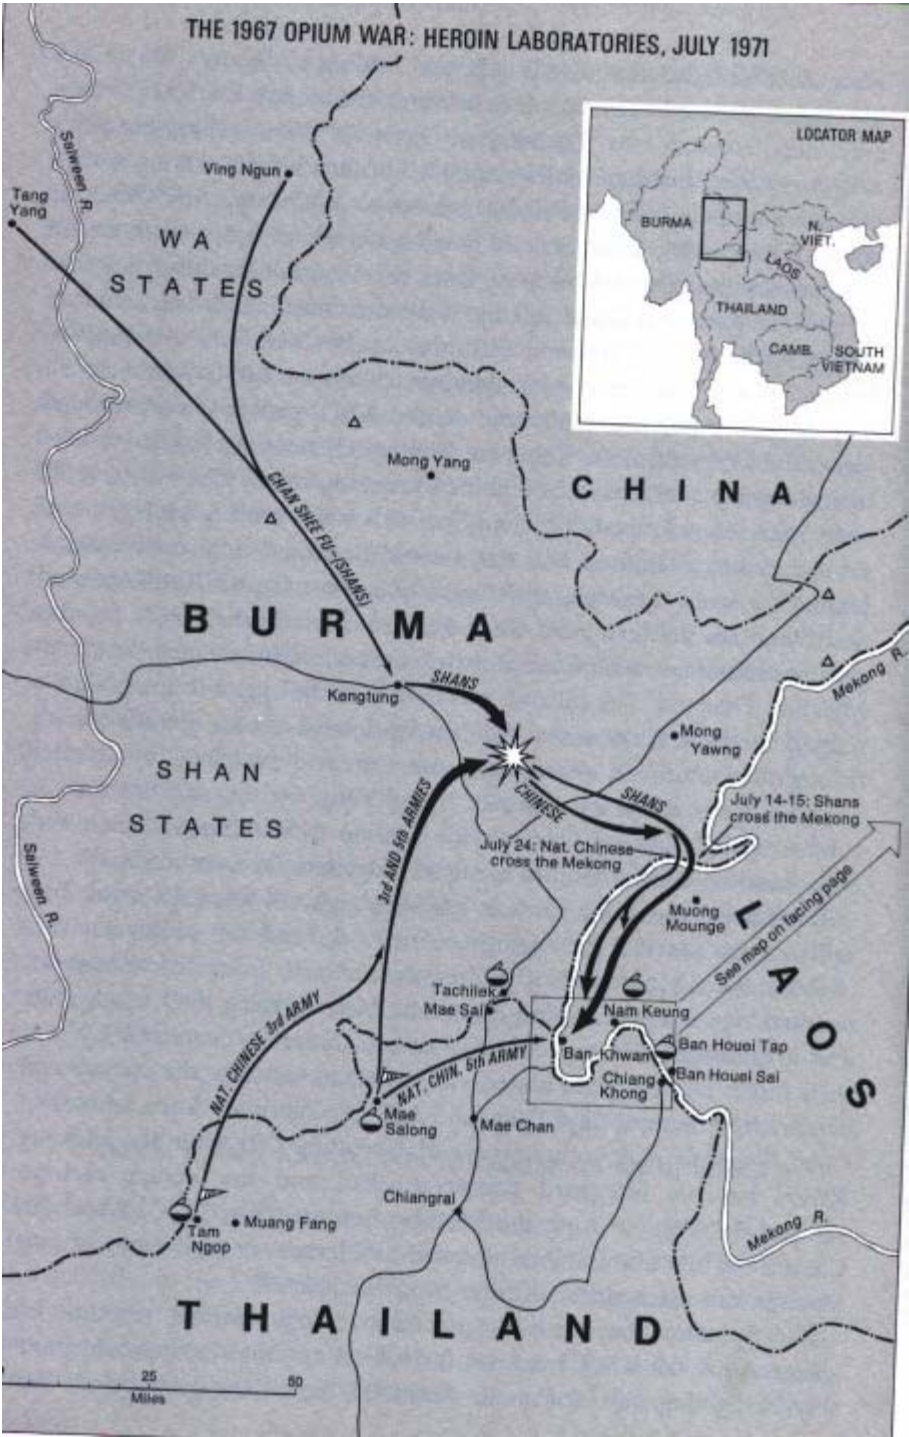 THE 1967 OPIUM WAR: HEROIN LABORATORIES, JULY 1971
LOCATOR MAP
BURMA
N.
VIET.
LAOS
THAILAND
CAMB.
SOUTH
VIETNAM
Salween R.
Ving Ngun
Tang
Yang
WA
STATES
Mong Yang
CHINA
CHAN SHEE FU–(SHANS)
BURMA
Kengtung
SHANS
Mekong R.
Mong
Yawng
SHAN
STATES
3rd AND 5th ARMIES
CHINESE
SHANS
July 14-15: Shans
cross the Mekong
July 24: Nat. Chinese
cross the Mekong
Salween R.
Muong
Mounge
See map on facing page
LAOS
Tachilek
Mae Sai
Nam Keung
NAT. CHINESE 3rd ARMY
NAT. CHIN. 5th ARMY
Ban Khwan
Ban Houei Tap
Ban Houei Sai
Chiang
Khong
Mae
Salong
Mae Chan
Chiangrai
Tam
Ngop
Muang Fang
Mekong R.
THAILAND
25
50
Miles